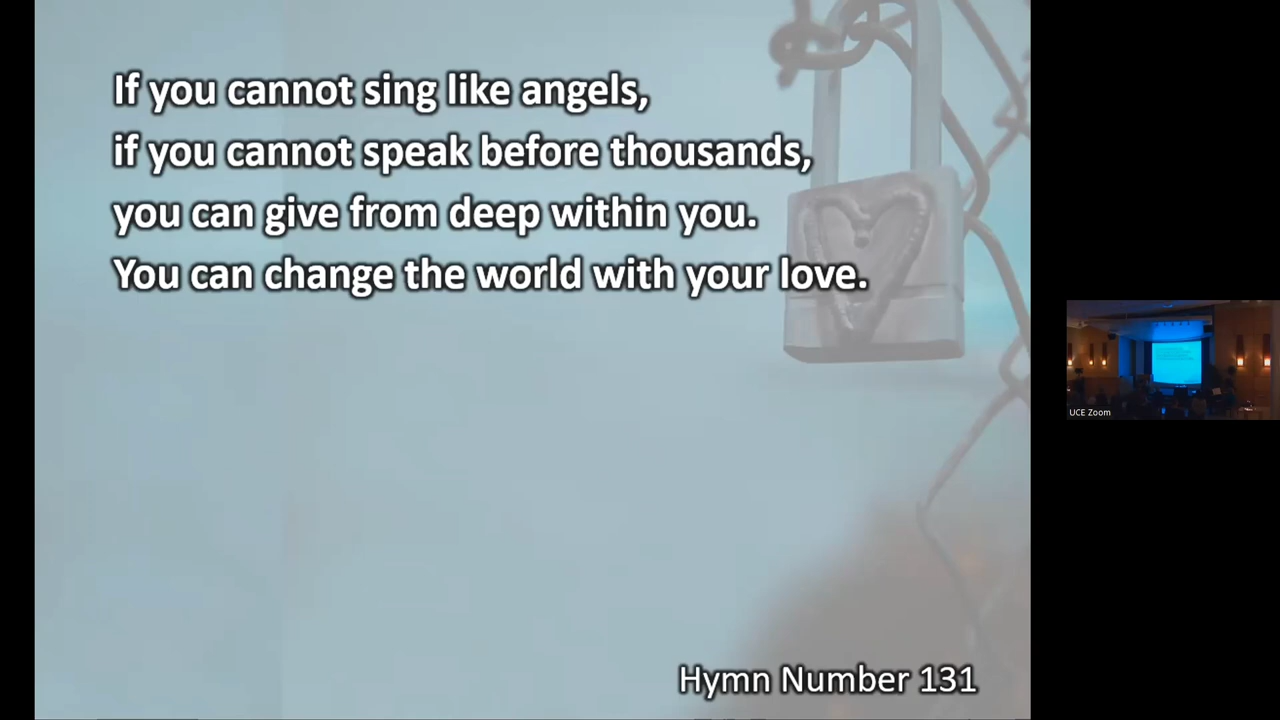 If you cannot sing like angels,
if you cannot speak before thousands,
you can give from deep within you.
You can change the world with your love.
Hymn Number 131
UCE Zoom